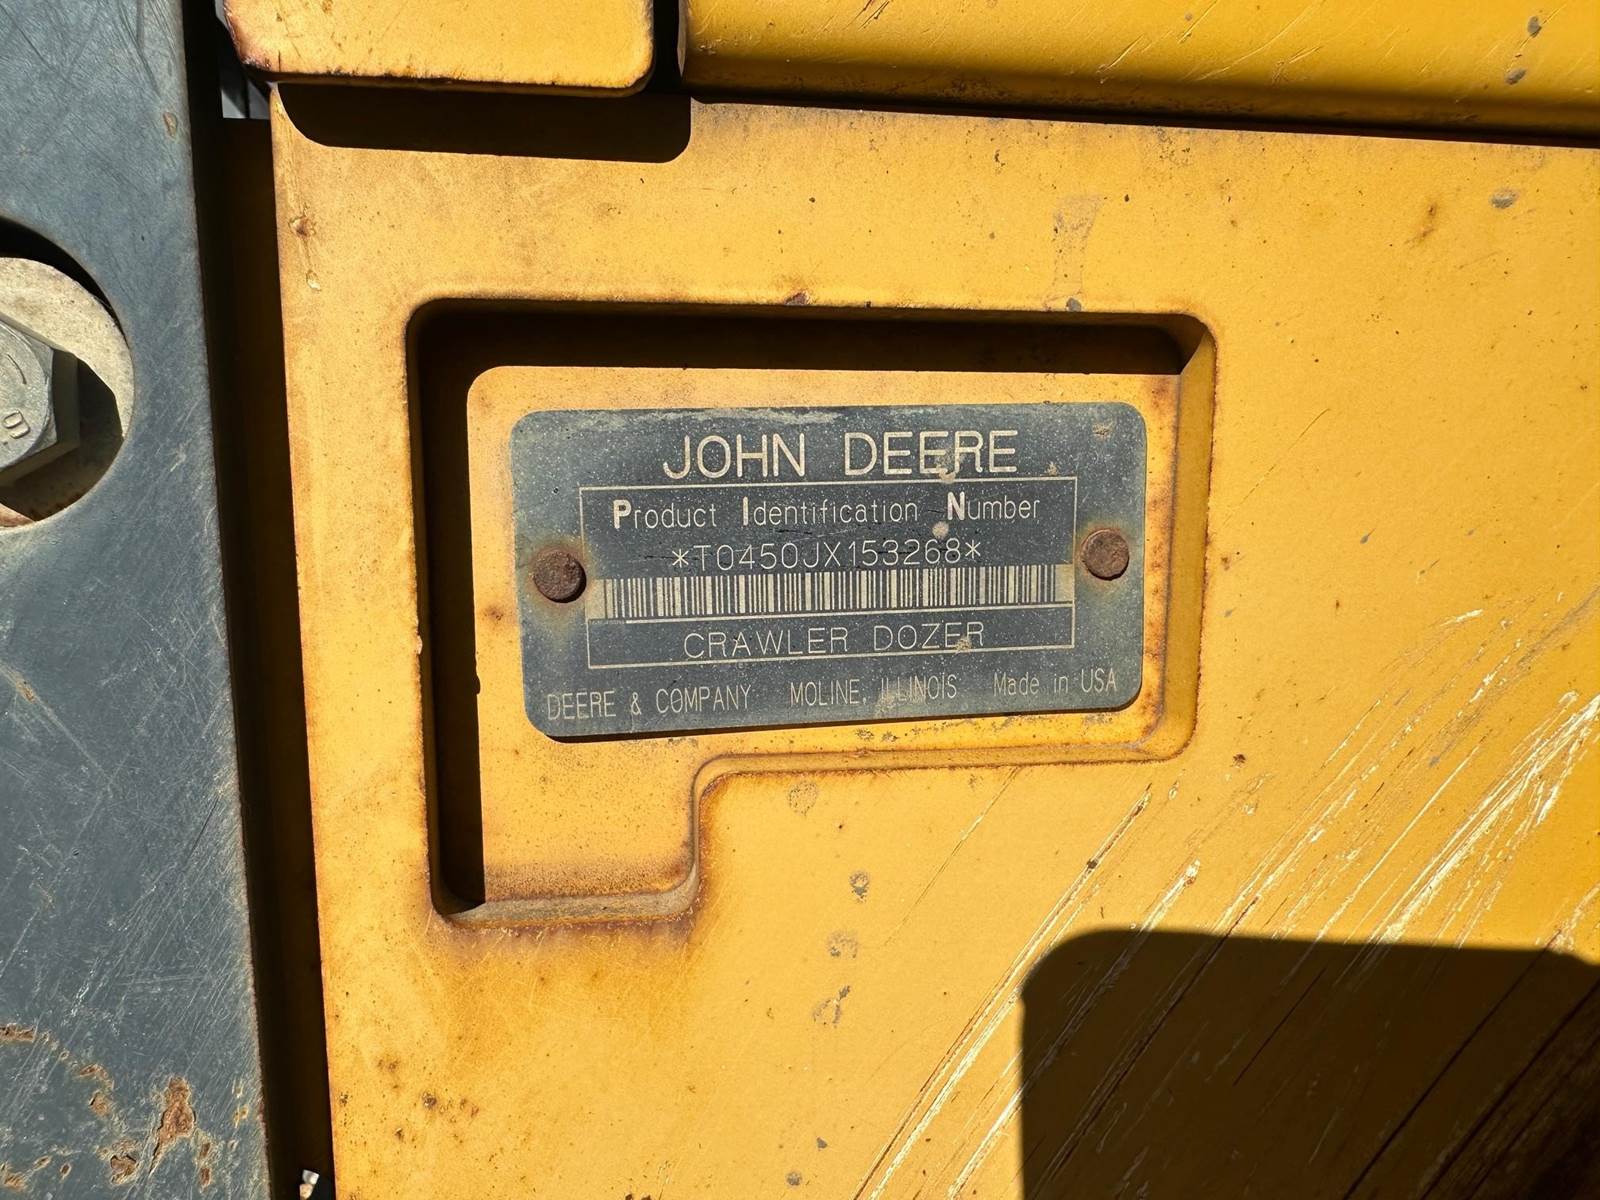 JOHN DEERE
Product Identification Number
*T0450JX153268*
CRAWLER DOZER
DEERE & COMPANY MOLINE, ILLINOIS Made in USA